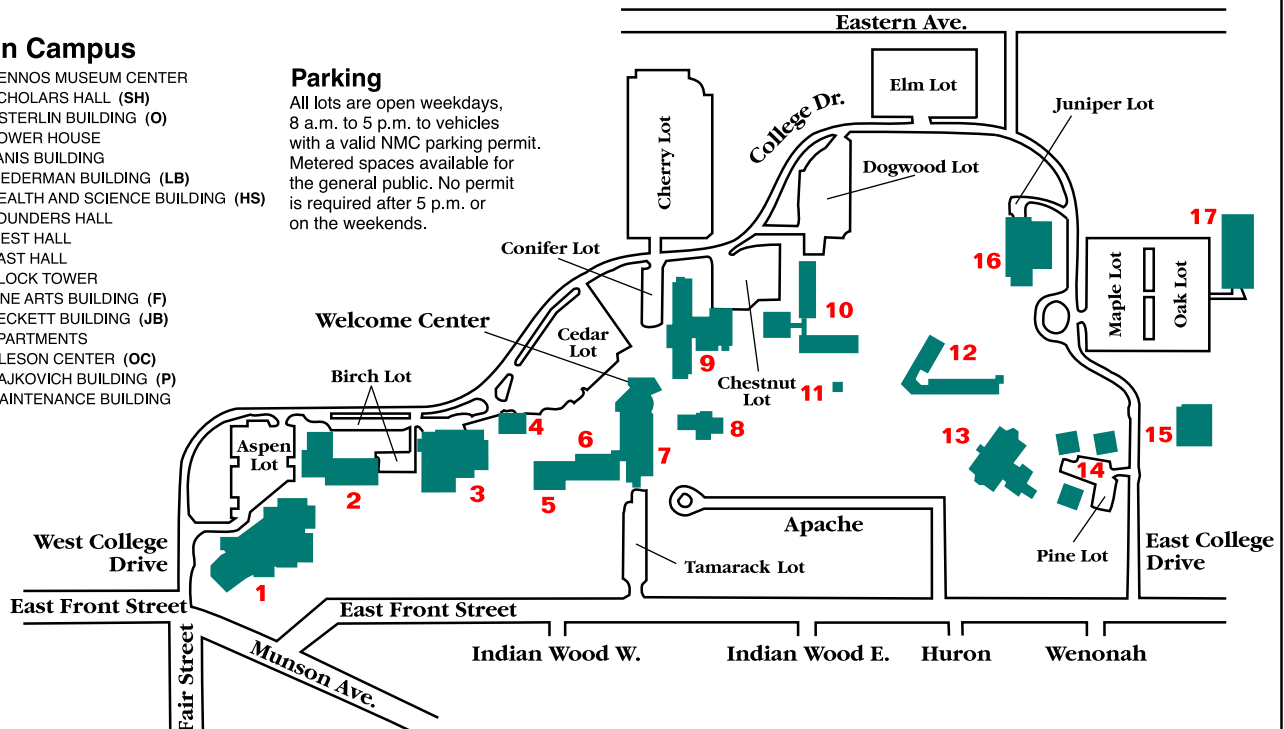 n Campus
ENNOS MUSEUM CENTER
CHOLARS HALL (SH)
STERLIN BUILDING (O)
OWER HOUSE
ANIS BUILDING
EDERMAN BUILDING (LB)
EALTH AND SCIENCE BUILDING (HS)
OUNDERS HALL
EST HALL
AST HALL
LOCK TOWER
NE ARTS BUILDING (F)
ECKETT BUILDING (JB)
PARTMENTS
LESON CENTER (OC)
AJKOVICH BUILDING (P)
AINTENANCE BUILDING
Parking
All lots are open weekdays,
8 a.m. to 5 p.m. to vehicles
with a valid NMC parking permit.
Metered spaces available for
the general public. No permit
is required after 5 p.m. or
on the weekends.
Eastern Ave.
Elm Lot
College Dr.
Juniper Lot
Cherry Lot
Dogwood Lot
17
Conifer Lot
16
Maple Lot
Oak Lot
10
Welcome Center
Cedar
Lot
9
12
Birch Lot
Chestnut
Lot
11
4
8
13
15
Aspen
Lot
6
7
14
2
3
5
Apache
West College
Drive
East College
Drive
Pine Lot
Tamarack Lot
1
East Front Street
East Front Street
Fair Street
Munson Ave.
Indian Wood W.
Indian Wood E.
Huron
Wenonah